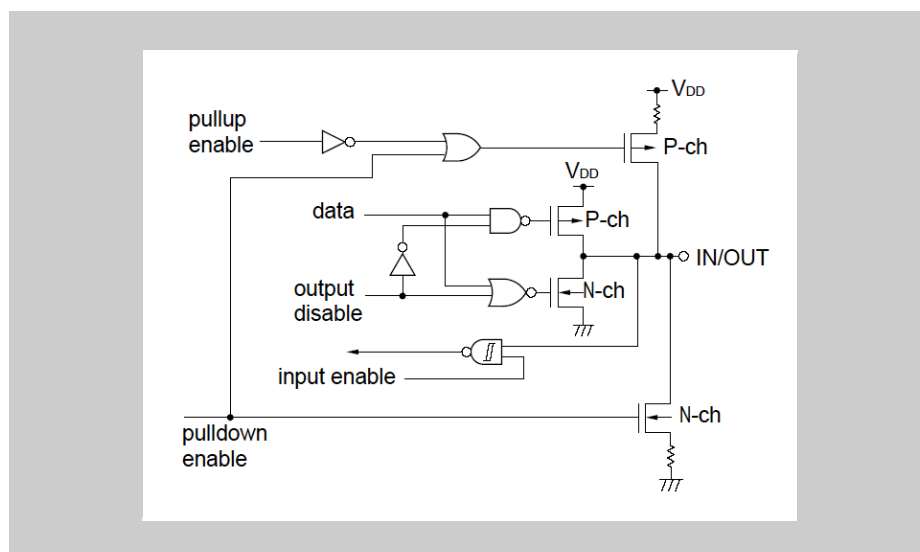 VDD
pullup
enable
P-ch
VDD
data
P-ch
IN/OUT
output
disable
N-ch
input enable
N-ch
pulldown
enable